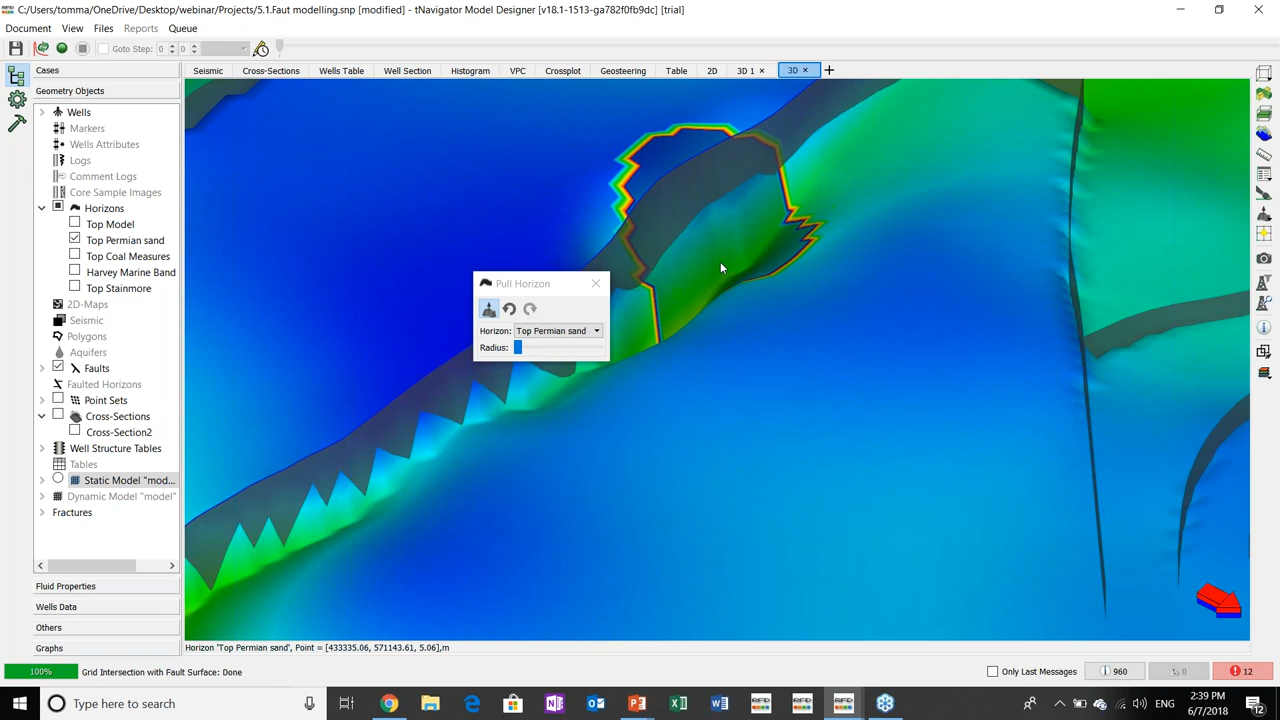 C:/Users/tomma/OneDrive/Desktop/webinar/Projects/5.1.Faut modelling.snp [modified] - tNavigator Model Designer [v18.1-1513-ga782f0fb9dc] [trial]
Document View Files Reports Queue
Goto Step: 0 0
Cases
Seismic Cross-Sections Wells Table Well Section Histogram VPC Crossplot Geosteering Table 2D 3D 1 3D
Geometry Objects
Wells
Markers
Wells Attributes
Logs
Comment Logs
Core Sample Images
Horizons
Top Model
Top Permian sand
Top Coal Measures
Harvey Marine Band
Top Stainmore
2D-Maps
Seismic
Polygons
Aquifers
Faults
Faulted Horizons
Point Sets
Cross-Sections
Cross-Section2
Well Structure Tables
Tables
Static Model "mod...
Dynamic Model "model"
Fractures
Pull Horizon
Horizon: Top Permian sand
Radius:
Fluid Properties
Wells Data
Others
Graphs
Horizon 'Top Permian sand', Point = [433335.06, 571143.61, 5.06],m
100% Grid Intersection with Fault Surface: Done
Only Last Messages 960 0 12
Type here to search
ENG
2:39 PM
6/7/2018
12